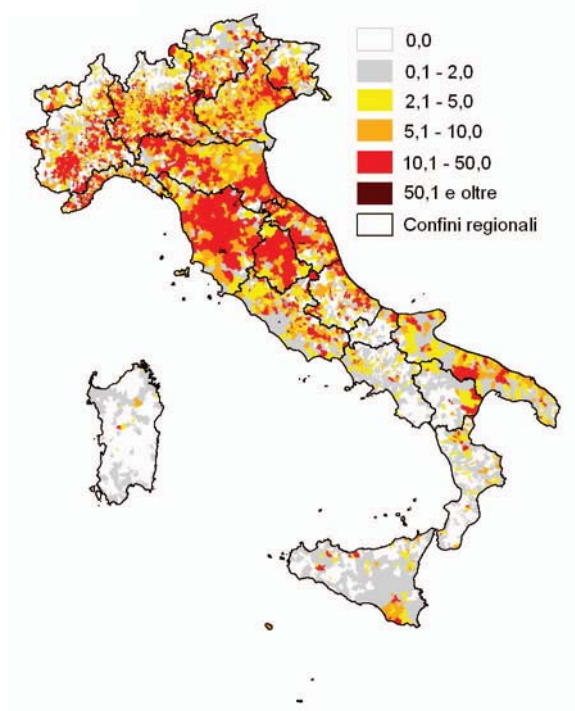 0,0
0,1 - 2,0
2,1 - 5,0
5,1 - 10,0
10,1 - 50,0
50,1 e oltre
Confini regionali